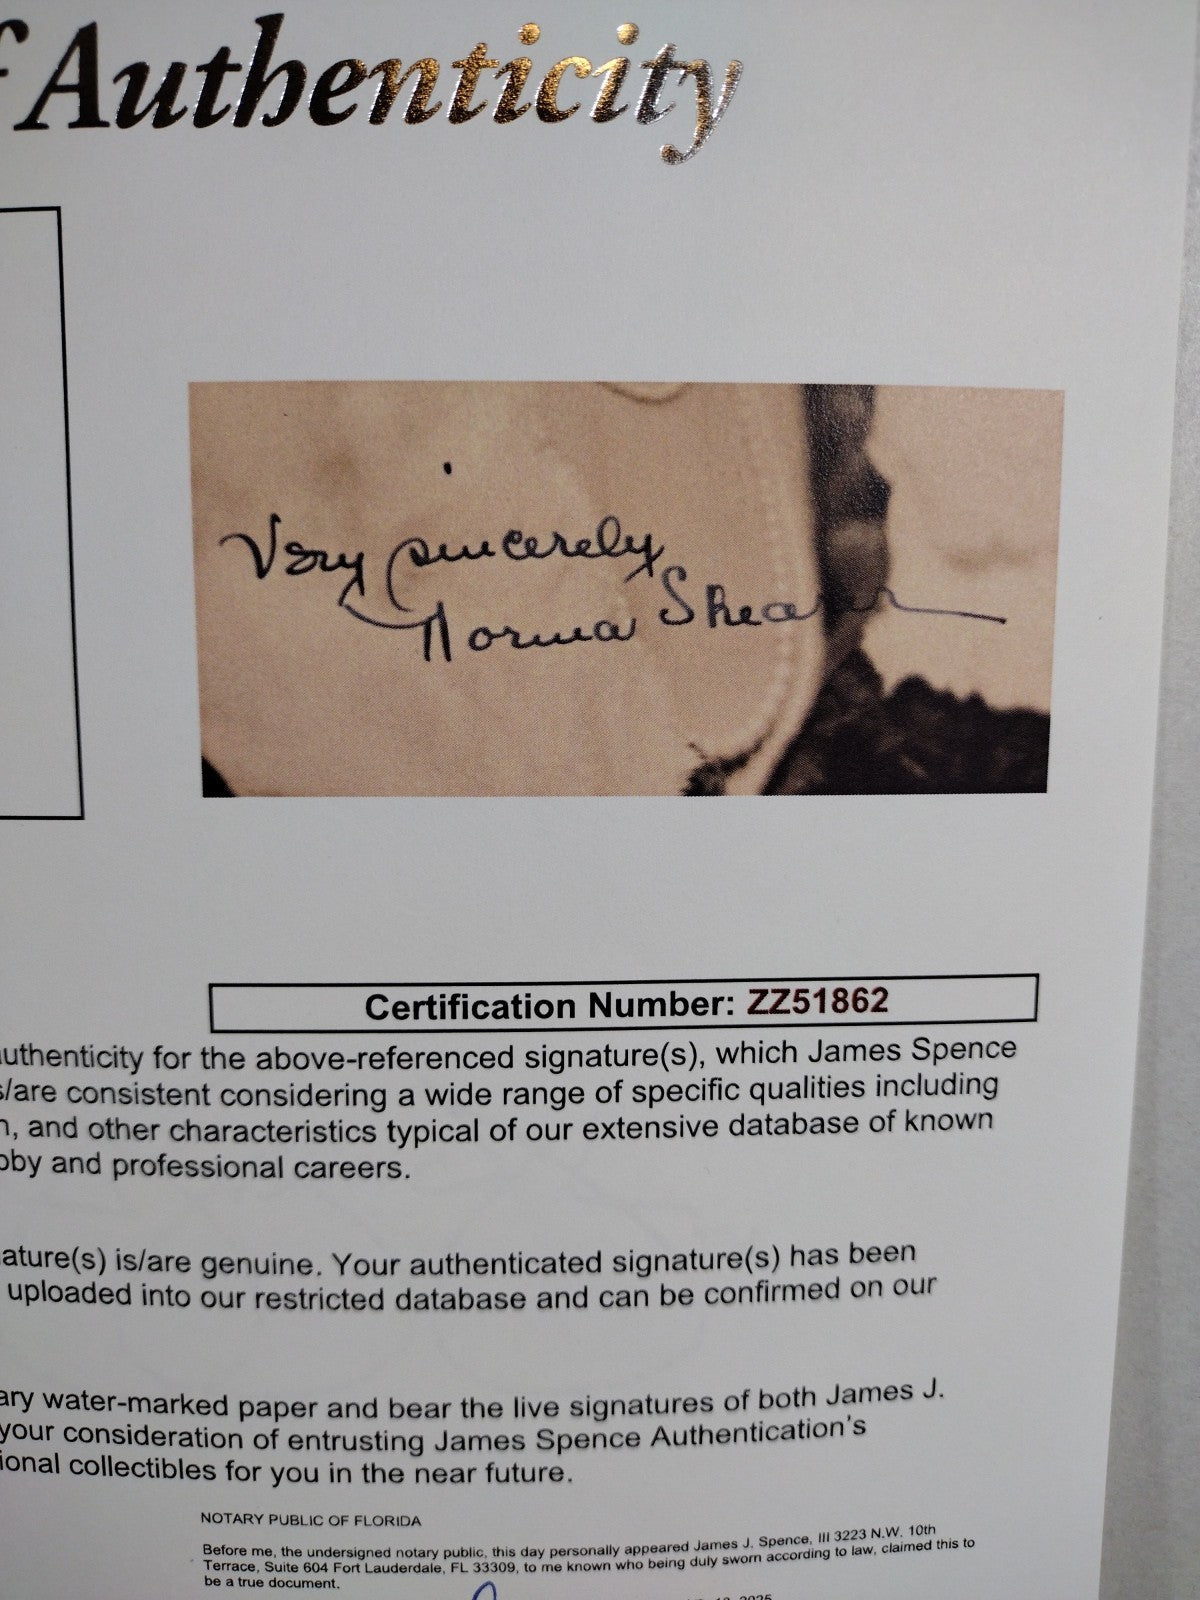 Authenticity
Very sincerely
Norma Shearer
Certification Number: ZZ51862
authenticity for the above-referenced signature(s), which James Spence
s/are consistent considering a wide range of specific qualities including
n, and other characteristics typical of our extensive database of known
and professional careers.
ature(s) is/are genuine. Your authenticated signature(s) has been
uploaded into our restricted database and can be confirmed on our
ary water-marked paper and bear the live signatures of both James J.
your consideration of entrusting James Spence Authentication's
ional collectibles for you in the near future.
NOTARY PUBLIC OF FLORIDA
Before me, the undersigned notary public, this day personally appeared James J. Spence, III 3223 N.W. 10th
Terrace, Suite 604 Fort Lauderdale, FL 33309, to me known who being duly sworn according to law, claimed this to
be a true document.